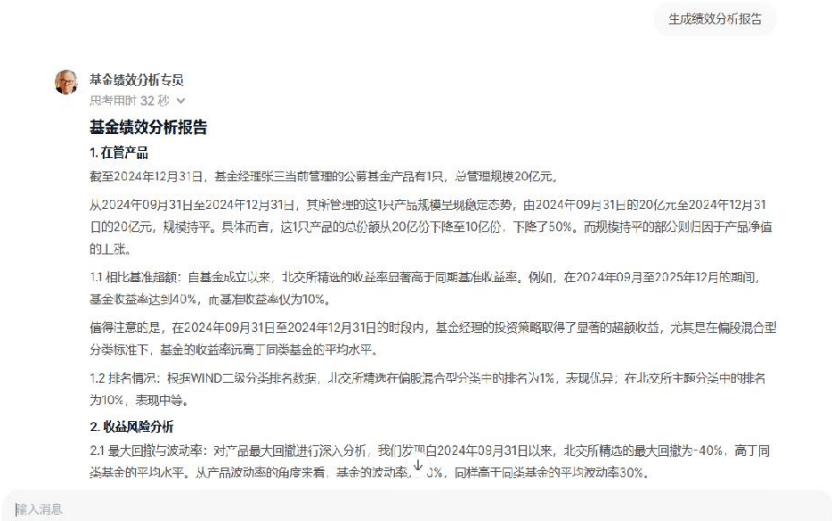 生成绩效分析报告
基金绩效分析专员
思考用时 32 秒
基金绩效分析报告
1. 在管产品
截至2024年12月31日，基金经理张三当前管理的公募基金产品有1只，总管理规模20亿元。
从2024年09月31日至2024年12月31日，其所管理的这1只产品规模呈现稳定态势，由2024年09月31日的20亿元至2024年12月31
日的20亿元，规模持平。具体而言，这1只产品的总份额从20亿份下降至10亿份，下降了50%。而规模持平的部分则归因于产品净值
的上涨。
1.1 相比基准超额：自基金成立以来，北交所精选的收益率显著高于同期基准收益率。例如，在2024年09月至2025年12月的期间，
基金收益率达到40%，而基准收益率仅为10%。
值得注意的是，在2024年09月31日至2024年12月31日的时段内，基金经理的投资策略取得了显著的超额收益，尤其是在偏股混合型
分类标准下，基金的收益率远高于同类基金的平均水平。
1.2 排名情况：根据WIND二级分类排名数据，北交所精选在偏股混合型分类中的排名为1%，表现优异；在北交所主题分类中的排名
为10%，表现中等。
2. 收益风险分析
2.1 最大回撤与波动率：对产品最大回撤进行深入分析，我们发现自2024年09月31日以来，北交所精选的最大回撤为-40%，高于同
类基金的平均水平。从产品波动率的角度来看，基金的波动率 0%，同样高于同类基金的平均波动率30%。
输入消息